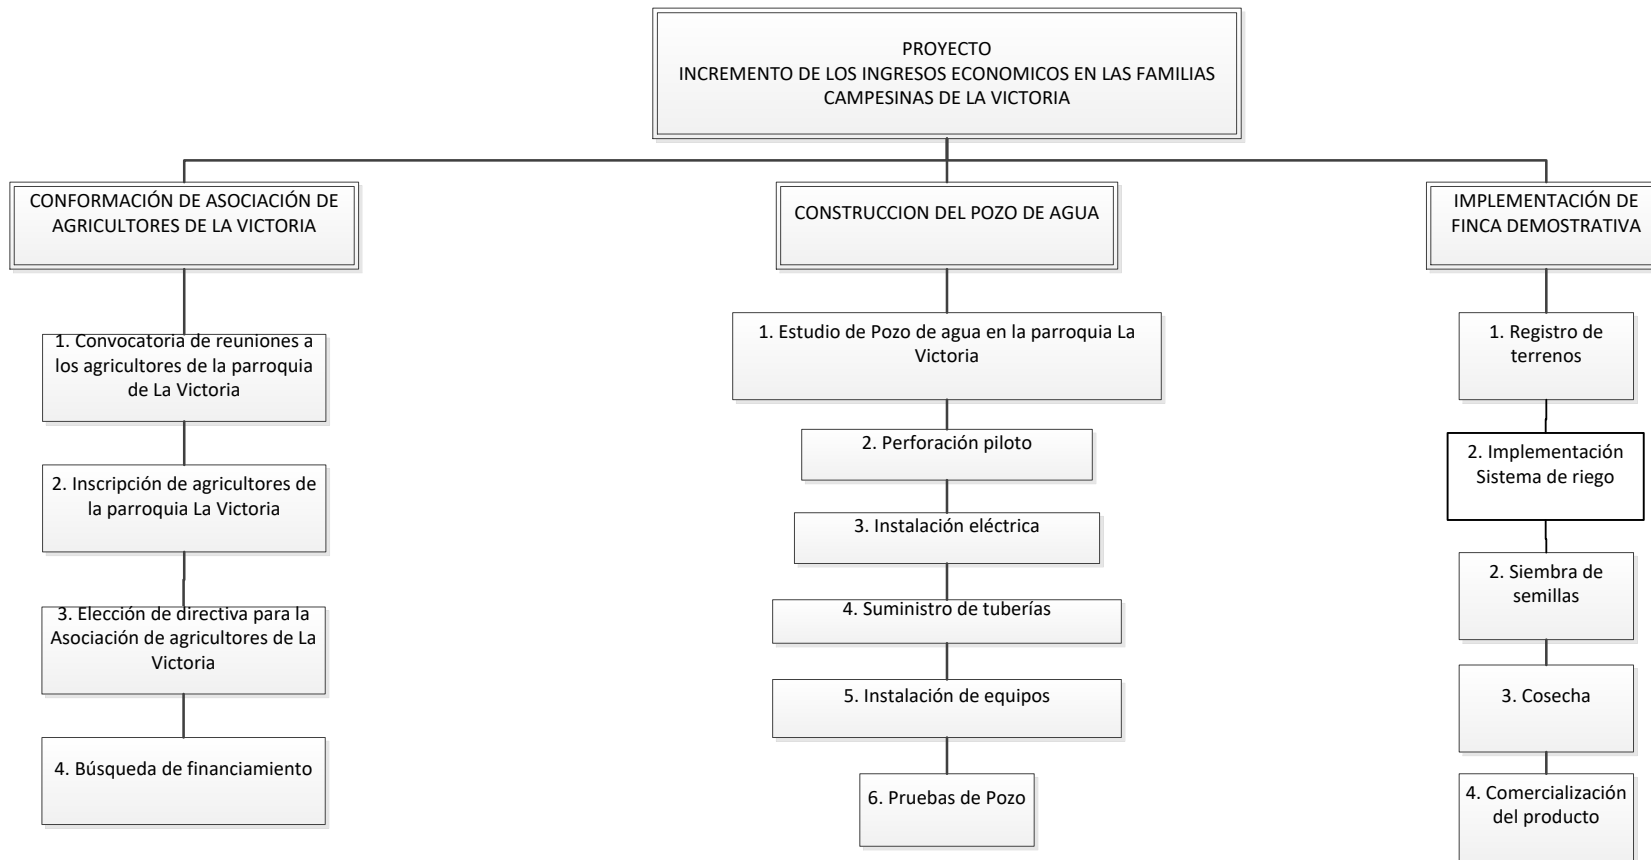 PROYECTO
INCREMENTO DE LOS INGRESOS ECONOMICOS EN LAS FAMILIAS
CAMPESINAS DE LA VICTORIA
CONFORMACIÓN DE ASOCIACIÓN DE
AGRICULTORES DE LA VICTORIA
1. Convocatoria de reuniones a
los agricultores de la parroquia
de La Victoria
2. Inscripción de agricultores de
la parroquia La Victoria
3. Elección de directiva para la
Asociación de agricultores de La
Victoria
4. Búsqueda de financiamiento
CONSTRUCCION DEL POZO DE AGUA
1. Estudio de Pozo de agua en la parroquia La
Victoria
2. Perforación piloto
3. Instalación eléctrica
4. Suministro de tuberías
5. Instalación de equipos
6. Pruebas de Pozo
IMPLEMENTACIÓN DE
FINCA DEMOSTRATIVA
1. Registro de
terrenos
2. Implementación
Sistema de riego
2. Siembra de
semillas
3. Cosecha
4. Comercialización
del producto